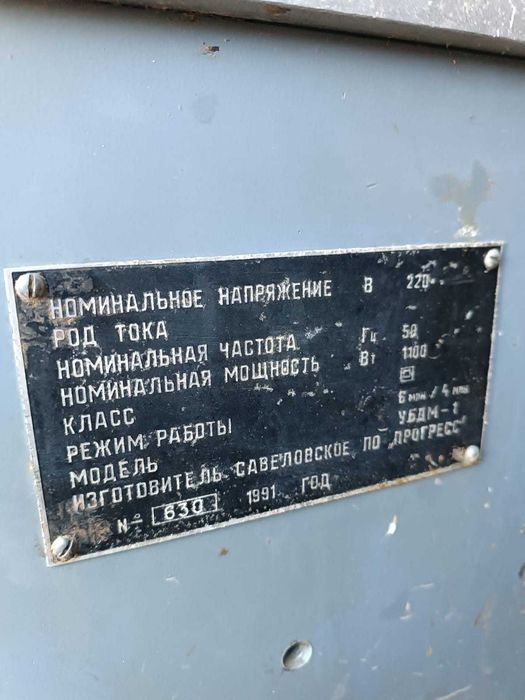 НОМИНАЛЬНОЕ НАПРЯЖЕНИЕ В 220
РОД ТОКА ~
НОМИНАЛЬНАЯ ЧАСТОТА Гц 50
НОМИНАЛЬНАЯ МОЩНОСТЬ Вт 1100
КЛАСС
РЕЖИМ РАБОТЫ 6 мин / 4 мин
МОДЕЛЬ УБДМ-1
ИЗГОТОВИТЕЛЬ САВЕЛОВСКОЕ ПО „ПРОГРЕСС"
№ 630 1991 ГОД